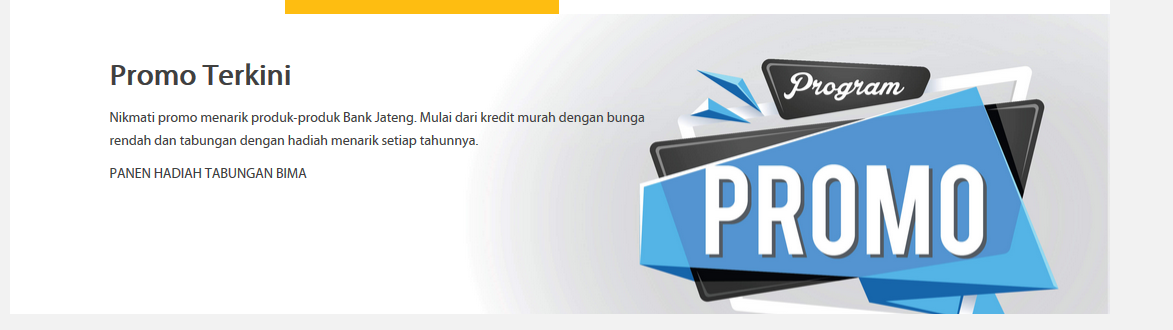 Promo Terkini
Nikmati promo menarik produk-produk Bank Jateng. Mulai dari kredit murah dengan bunga
rendah dan tabungan dengan hadiah menarik setiap tahunnya.
PANEN HADIAH TABUNGAN BIMA
Program
PROMO